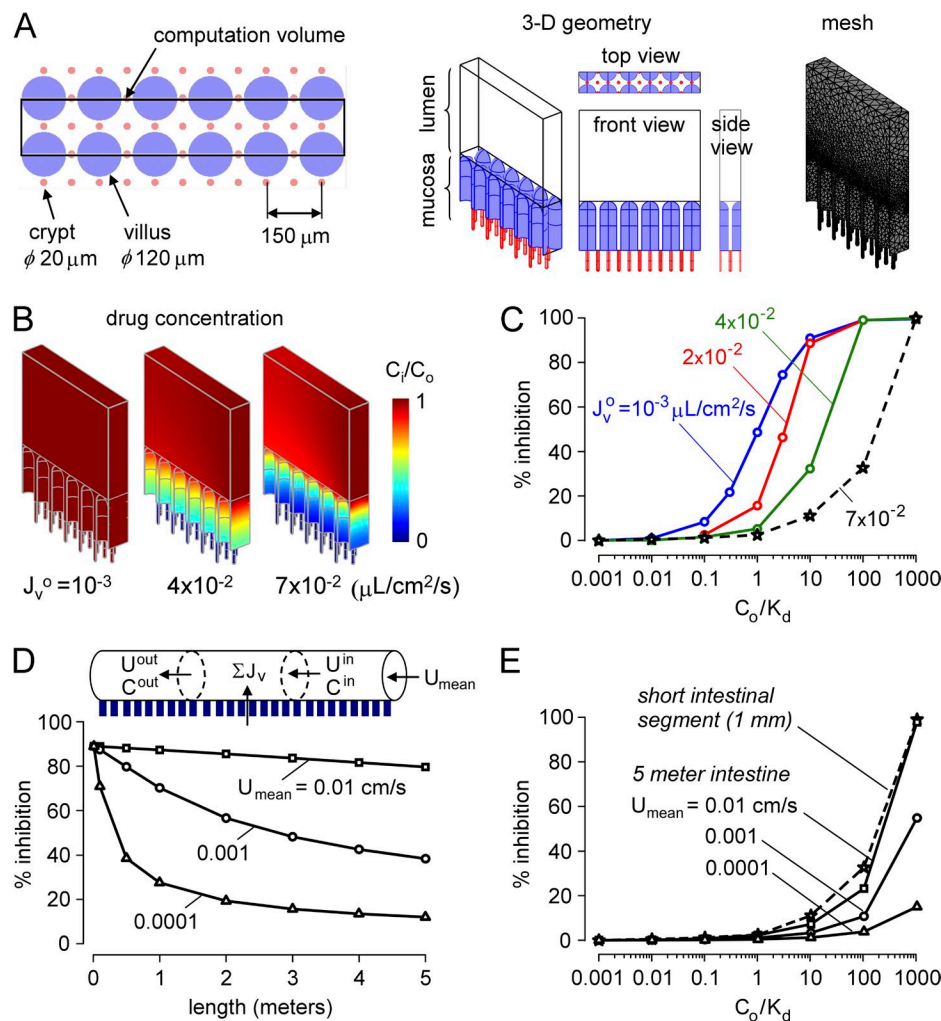 A
computation volume
crypt
ϕ 20 μm
villus
ϕ 120 μm
150 μm
3-D geometry
mesh
top view
front view
side view
lumen
mucosa
B
drug concentration
Ci/Co
1
0
Jvo =10-3
4x10-2
7x10-2 (μL/cm2/s)
C
4x10-2
2x10-2
Jvo =10-3 μL/cm2/s
7x10-2
% inhibition
100
80
60
40
20
0
0.001 0.01 0.1 1 10 100 1000
Co/Kd
D
Uout
Cout
ΣJv
Uin
Cin
Umean
Umean = 0.01 cm/s
0.001
0.0001
% inhibition
100
80
60
40
20
0
0 1 2 3 4 5
length (meters)
E
short intestinal
segment (1 mm)
5 meter intestine
Umean = 0.01 cm/s
0.001
0.0001
% inhibition
100
80
60
40
20
0
0.001 0.01 0.1 1 10 100 1000
Co/Kd